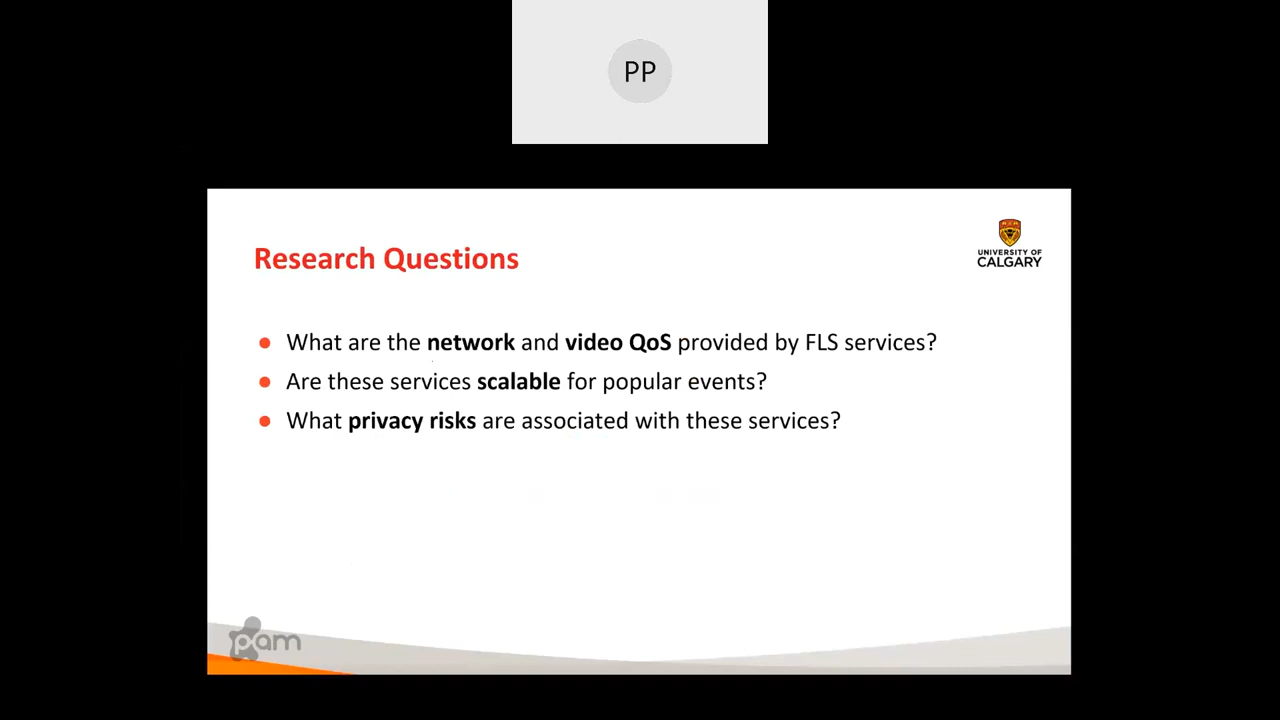 PP
UNIVERSITY OF
CALGARY
Research Questions
What are the network and video QoS provided by FLS services?
Are these services scalable for popular events?
What privacy risks are associated with these services?
pam